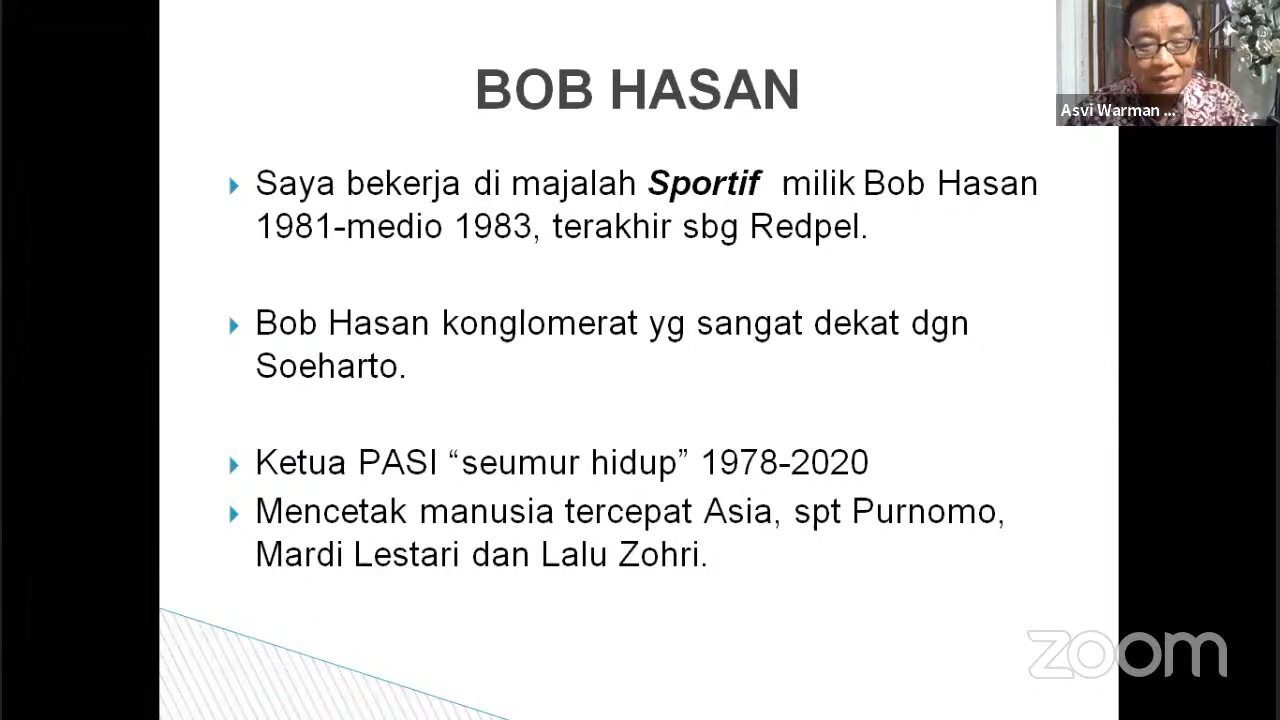 BOB HASAN
Asvi Warman ...
Saya bekerja di majalah Sportif milik Bob Hasan
1981-medio 1983, terakhir sbg Redpel.
Bob Hasan konglomerat yg sangat dekat dgn
Soeharto.
Ketua PASI “seumur hidup” 1978-2020
Mencetak manusia tercepat Asia, spt Purnomo,
Mardi Lestari dan Lalu Zohri.
zoom